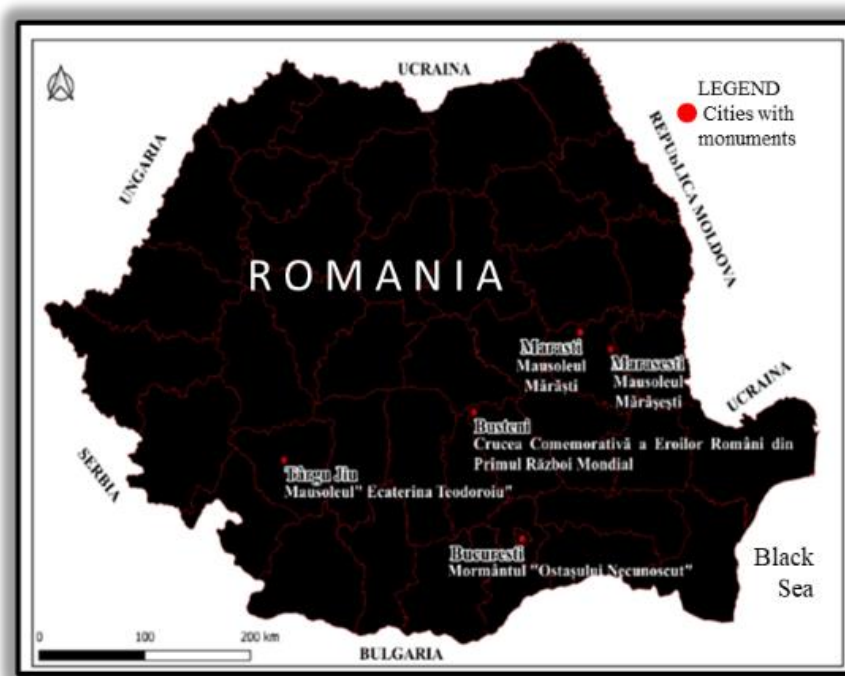 UCRAINA
LEGEND
Cities with
monuments
UNGARIA
REPUbLICA MOLDOVA
ROMANIA
Marasti
Mausoleul
Mărăști
Marasesti
Mausoleul
Mărășești
UCRAINA
Busteni
Crucea Comemorativă a Eroilor Români din
Primul Război Mondial
SERBIA
Târgu Jiu
Mausoleul" Ecaterina Teodoroiu"
Bucuresti
Mormântul "Ostașului Necunoscut"
Black
Sea
0 100 200 km
BULGARIA